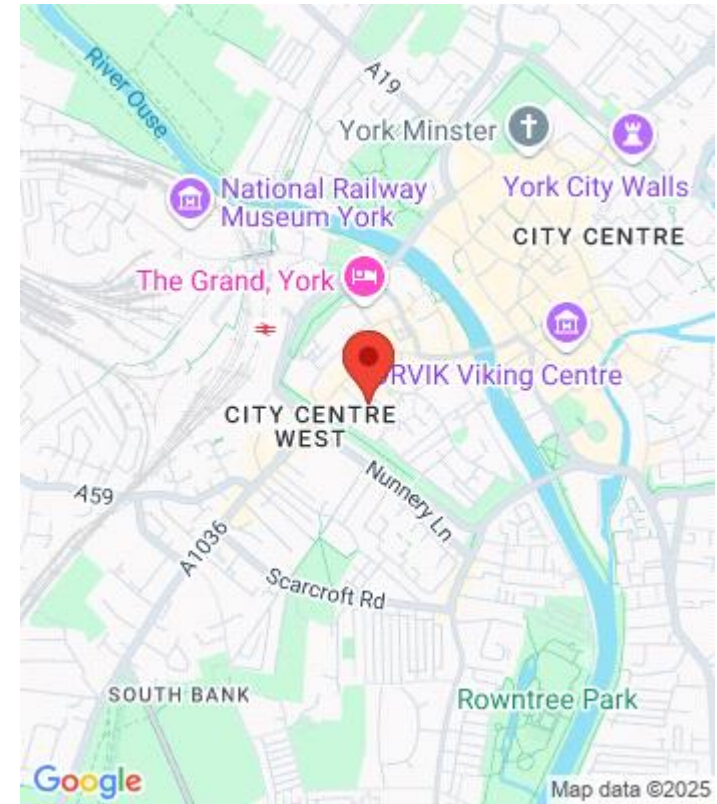 River Ouse
A19
York Minster
York City Walls
National Railway
Museum York
CITY CENTRE
The Grand, York
RVIK Viking Centre
CITY CENTRE
WEST
Nunnery Ln
A59
A1036
Scarcroft Rd
SOUTH BANK
Rowntree Park
Google
Map data ©2025